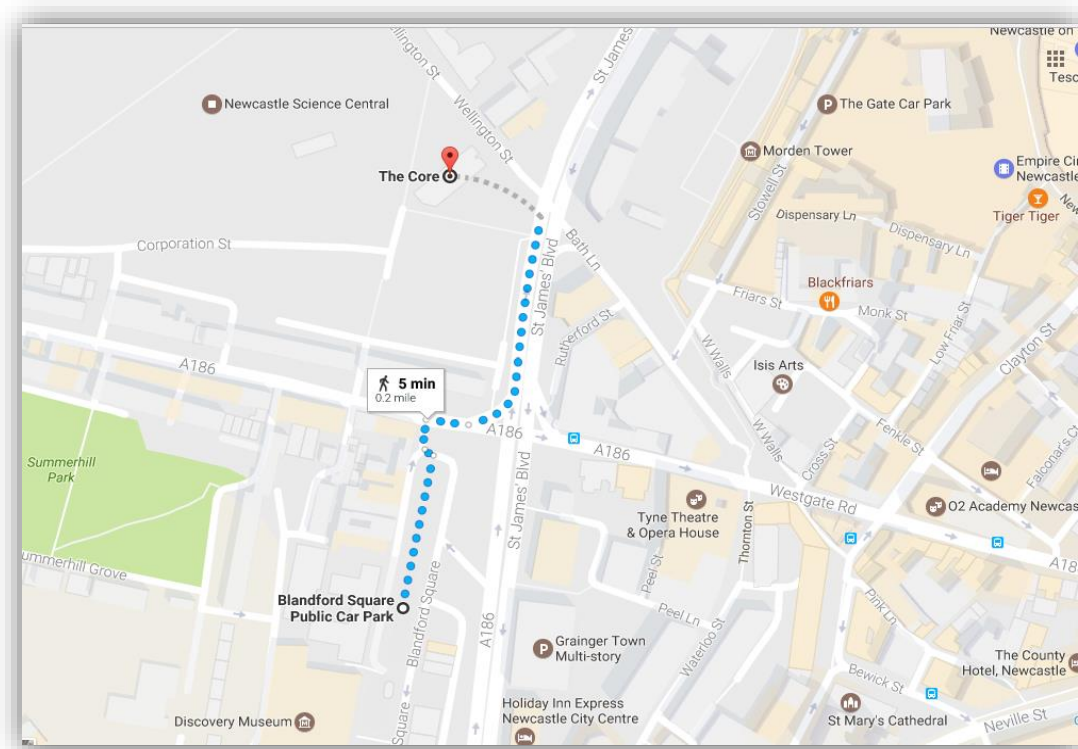 Newcastle on
Tesc
llington St
Wellington St
St James
Newcastle Science Central
The Gate Car Park
Morden Tower
Stowell St
Empire Cin
Newcastle
Tiger Tiger
The Core
Dispensary Ln
Dispensary Ln
New
Corporation St
Bath Ln
St James' Blvd
Blackfriars
Friars St
Monk St
Low Friar St
Clayton St
Rutherford St
W Walls
Isis Arts
A186
5 min
0.2 mile
A186
A186
W Walls
Cross St
Fenkle St
Falconar's Ct
Summerhill
Park
St James' Blvd
Westgate Rd
O2 Academy Newcas
Tyne Theatre
& Opera House
Thornton St
Peel St
A18
ummerhill Grove
Blandford Square
Public Car Park
Blandford Square
A186
Peel Ln
Waterloo St
Pink Ln
Grainger Town
Multi-story
The County
Hotel, Newcastle
Bewick St
Holiday Inn Express
Newcastle City Centre
Discovery Museum
Square
St Mary's Cathedral
Neville St